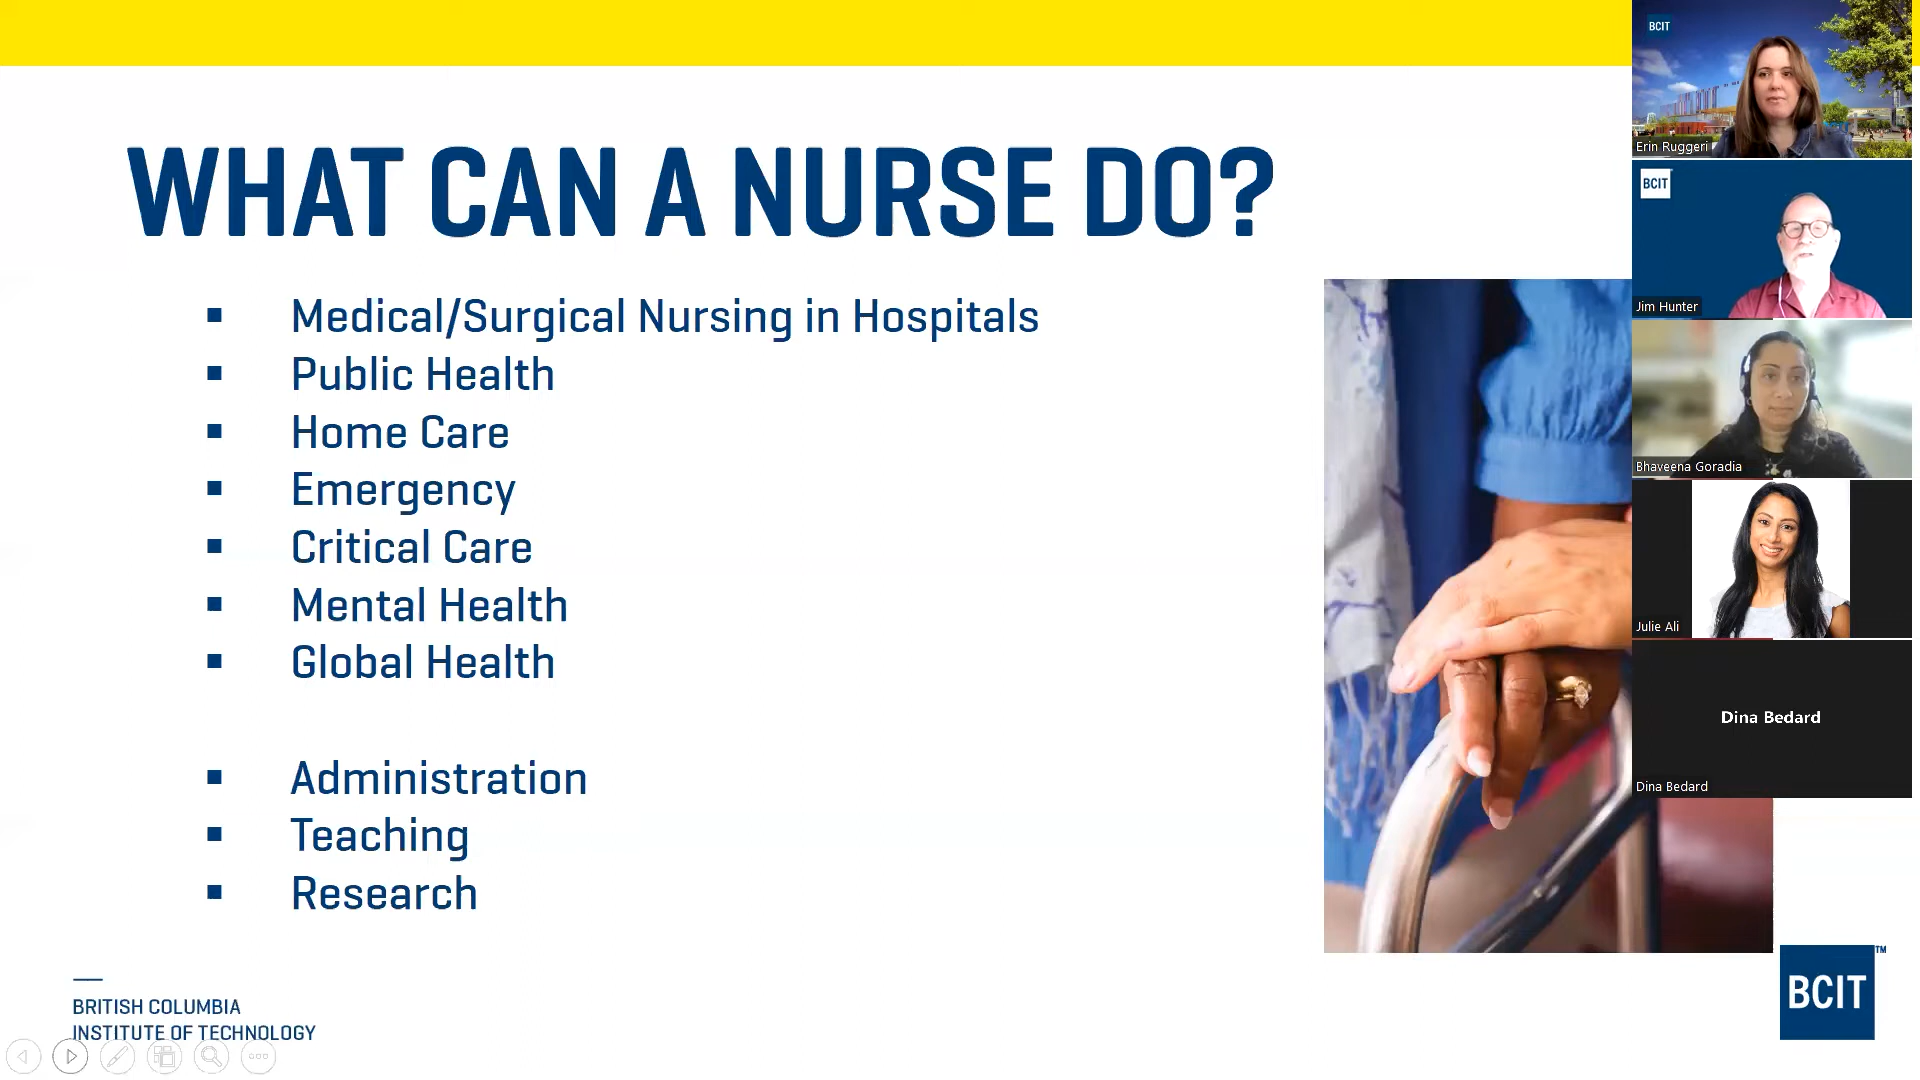 WHAT CAN A NURSE DO?
▪ Medical/Surgical Nursing in Hospitals
▪ Public Health
▪ Home Care
▪ Emergency
▪ Critical Care
▪ Mental Health
▪ Global Health
▪ Administration
▪ Teaching
▪ Research
BRITISH COLUMBIA
INSTITUTE OF TECHNOLOGY
BCIT
Erin Ruggeri
BCIT
Jim Hunter
Bhaveena Goradia
Julie Ali
Dina Bedard
Dina Bedard
BCIT™